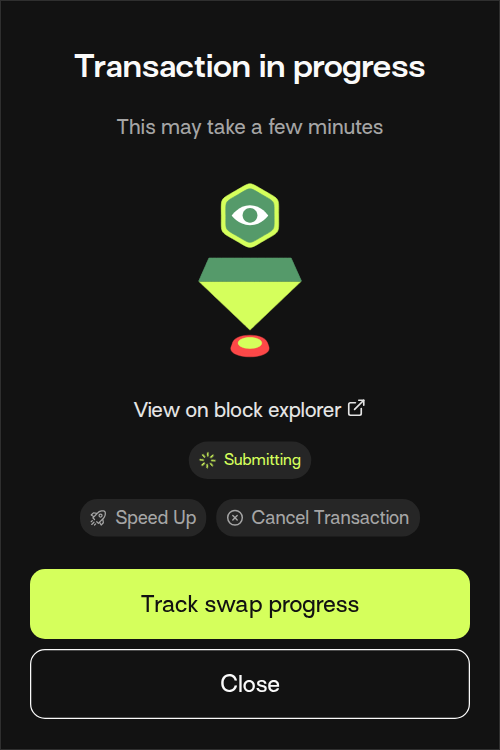 Transaction in progress
This may take a few minutes
View on block explorer
Submitting
Speed Up
Cancel Transaction
Track swap progress
Close